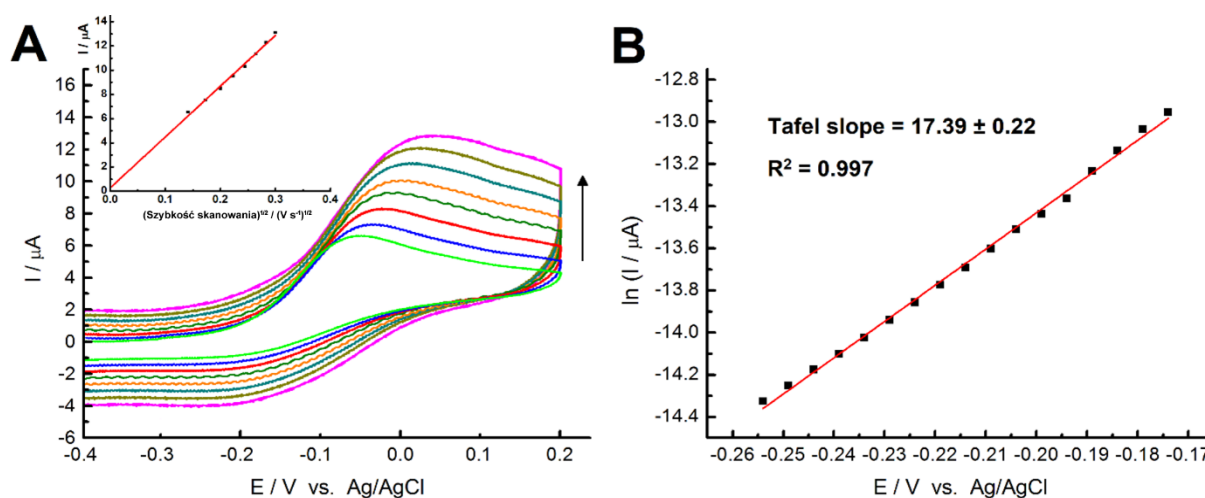 A
I / µA
14
12
10
8
6
4
2
0
0.0 0.1 0.2 0.3 0.4
(Szybkość skanowania)^1/2 / (V s^-1)^1/2
I / µA
16
14
12
10
8
6
4
2
0
-2
-4
-6
-0.4 -0.3 -0.2 -0.1 0.0 0.1 0.2
E / V vs. Ag/AgCl
B
ln (I / µA)
-12.8
-13.0
-13.2
-13.4
-13.6
-13.8
-14.0
-14.2
-14.4
Tafel slope = 17.39 ± 0.22
R² = 0.997
-0.26 -0.25 -0.24 -0.23 -0.22 -0.21 -0.20 -0.19 -0.18 -0.17
E / V vs. Ag/AgCl